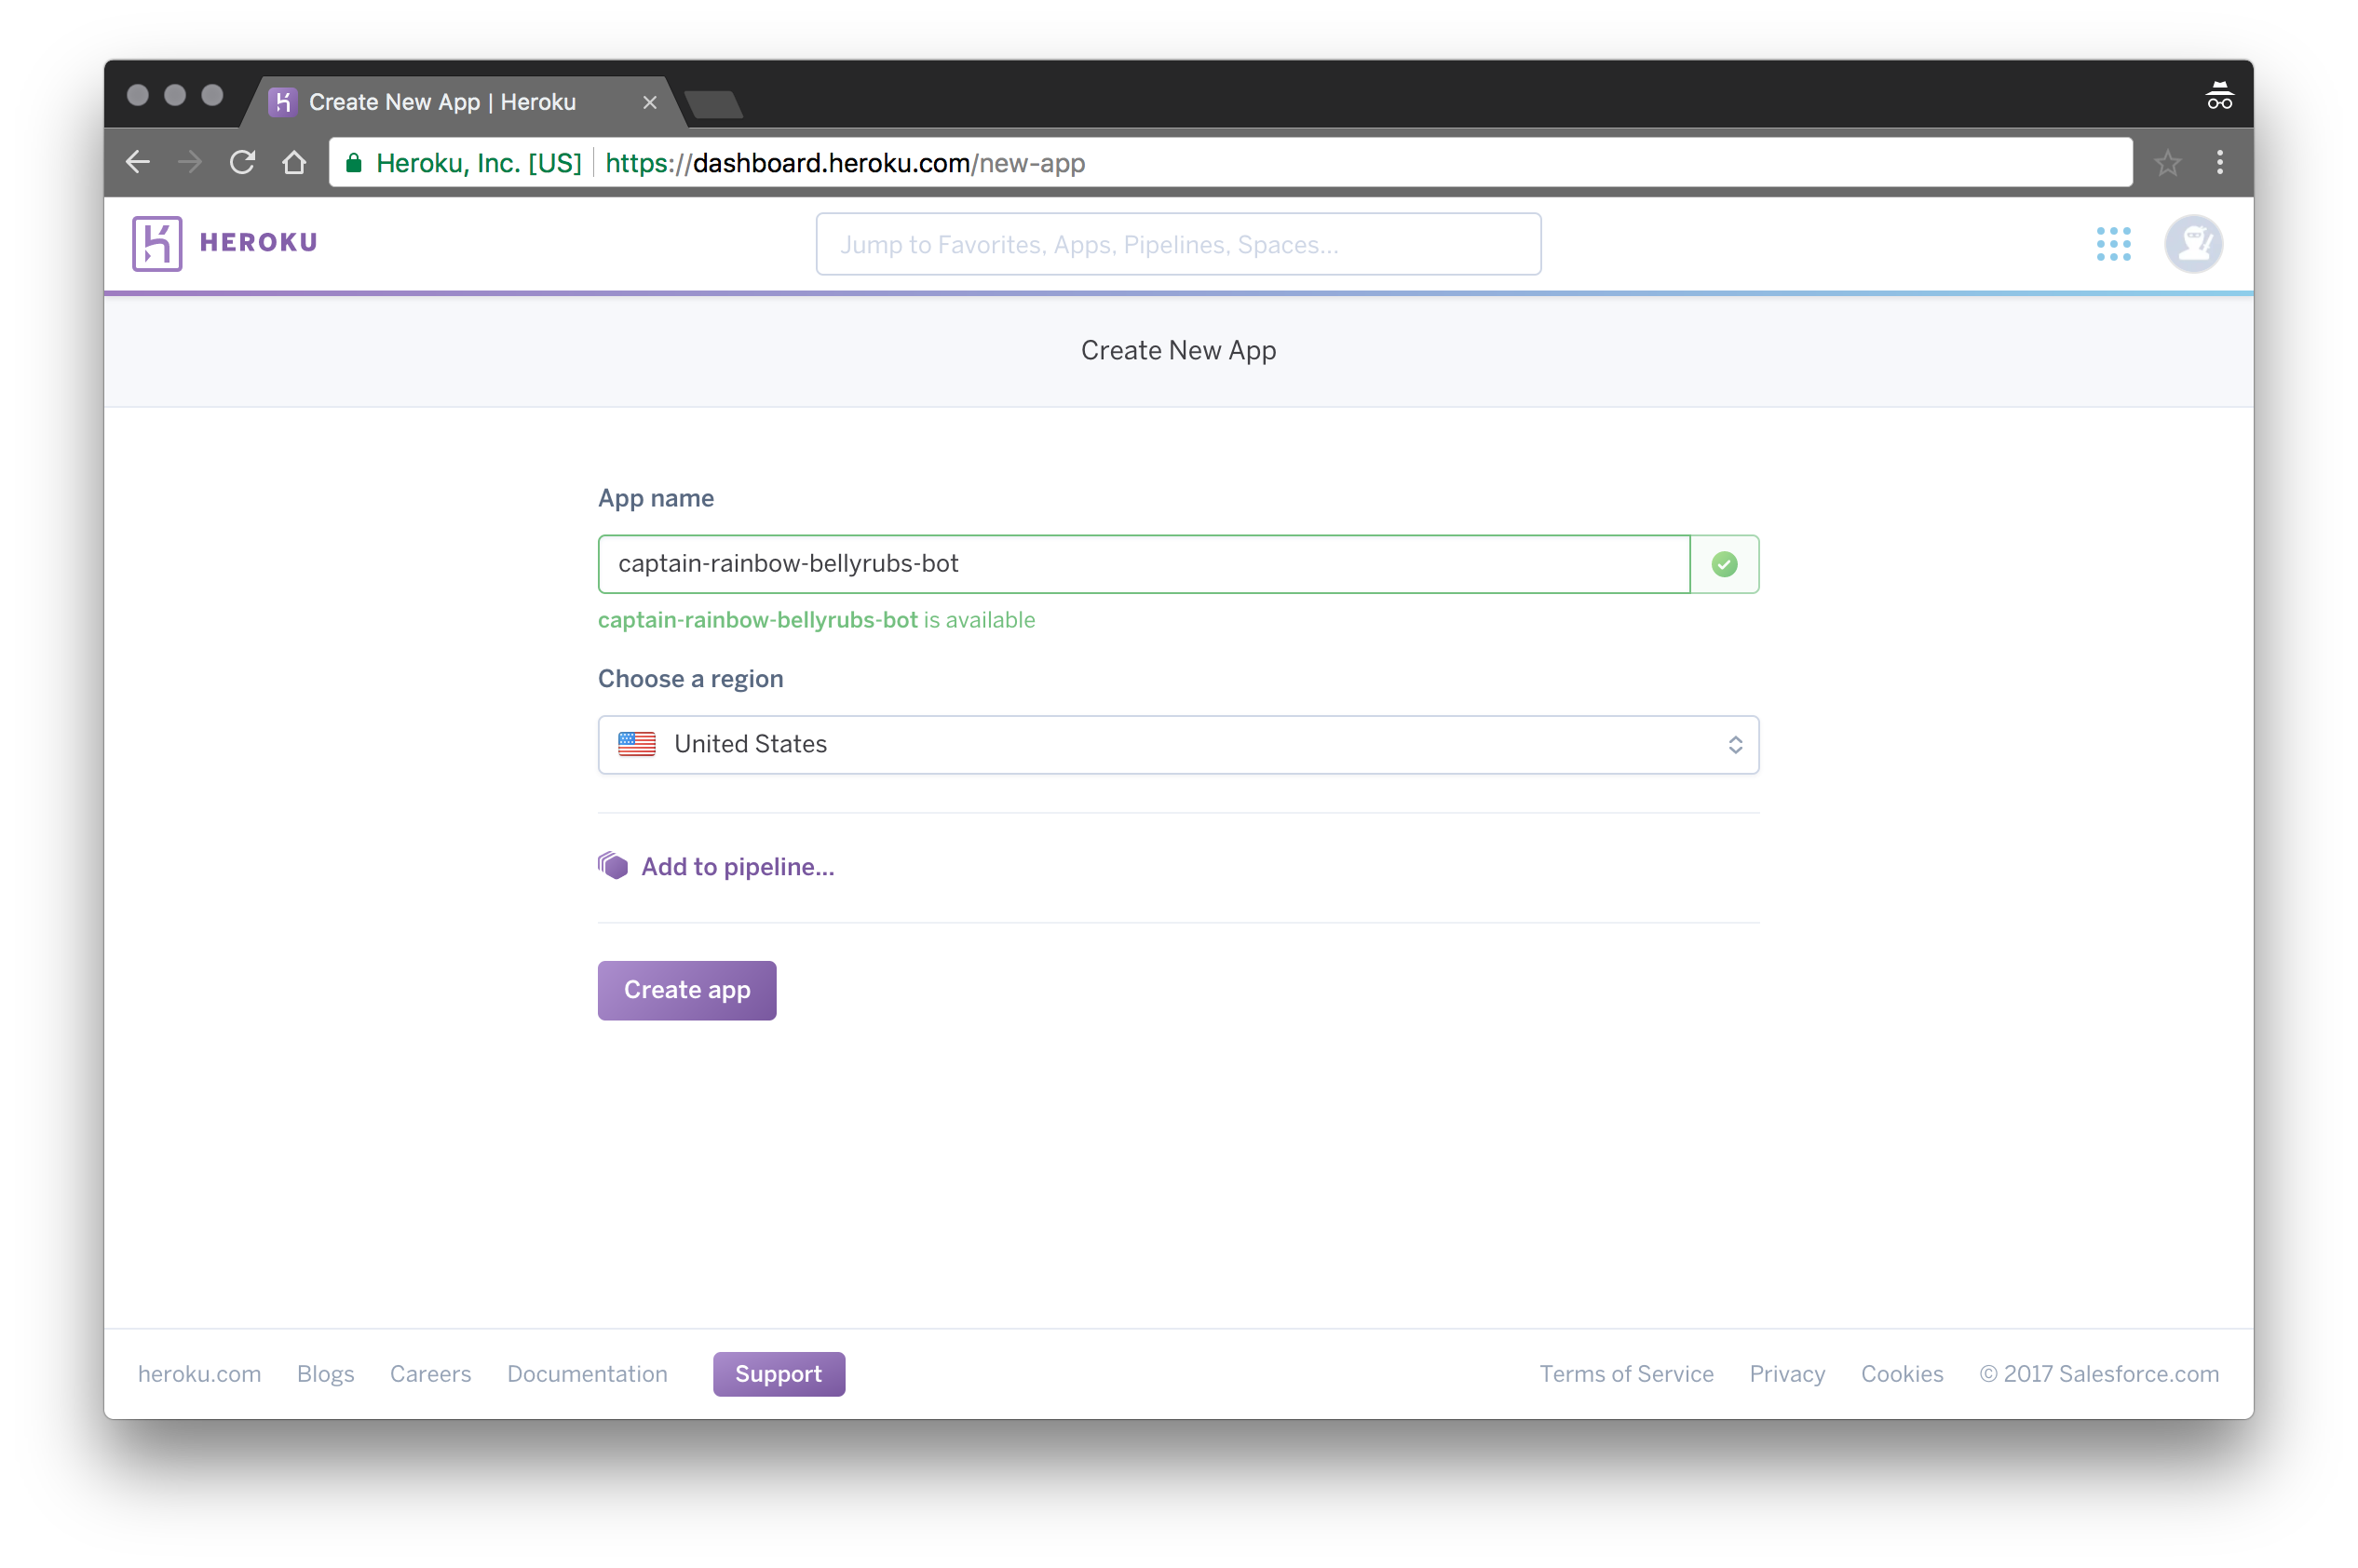 Create New App | Heroku
Heroku, Inc. [US] https://dashboard.heroku.com/new-app
HEROKU
Jump to Favorites, Apps, Pipelines, Spaces...
Create New App
App name
captain-rainbow-bellyrubs-bot
captain-rainbow-bellyrubs-bot is available
Choose a region
United States
Add to pipeline...
Create app
heroku.com Blogs Careers Documentation Support Terms of Service Privacy Cookies © 2017 Salesforce.com